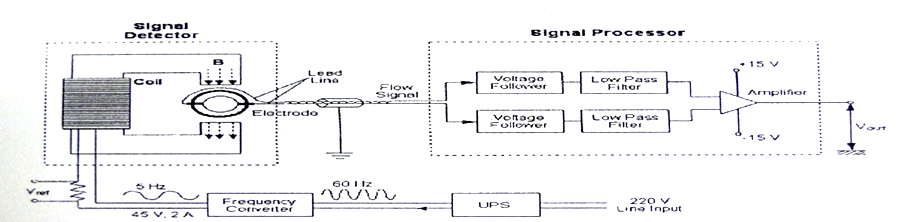 Signal
Detector
Signal Processor
B
Coil
Lead
Line
Electrode
Flow
Signal
Voltage
Follower
Low Pass
Filter
Voltage
Follower
Low Pass
Filter
+15 V
Amplifier
-15 V
VOUT
Vref
5 Hz
45 V, 2 A
Frequency
Converter
60 Hz
UPS
220 V
Line Input